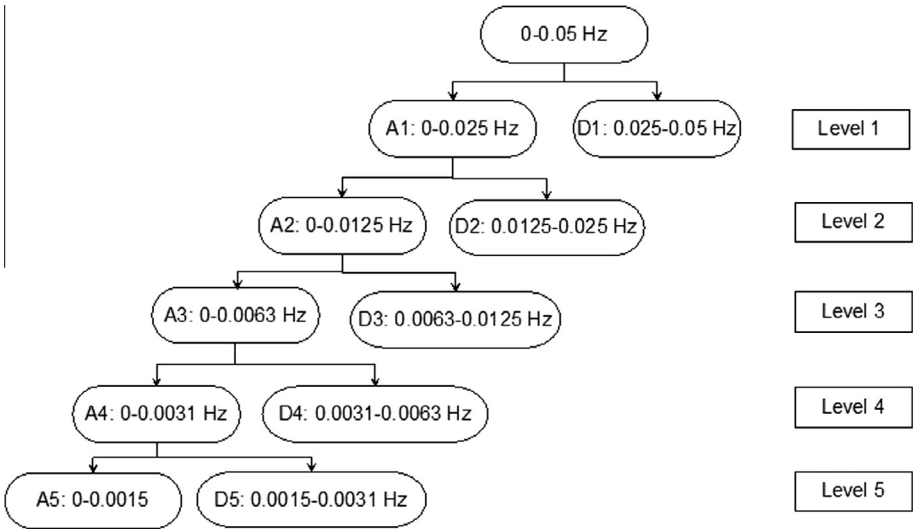 0-0.05 Hz
A1: 0-0.025 Hz
D1: 0.025-0.05 Hz
Level 1
A2: 0-0.0125 Hz
D2: 0.0125-0.025 Hz
Level 2
A3: 0-0.0063 Hz
D3: 0.0063-0.0125 Hz
Level 3
A4: 0-0.0031 Hz
D4: 0.0031-0.0063 Hz
Level 4
A5: 0-0.0015
D5: 0.0015-0.0031 Hz
Level 5